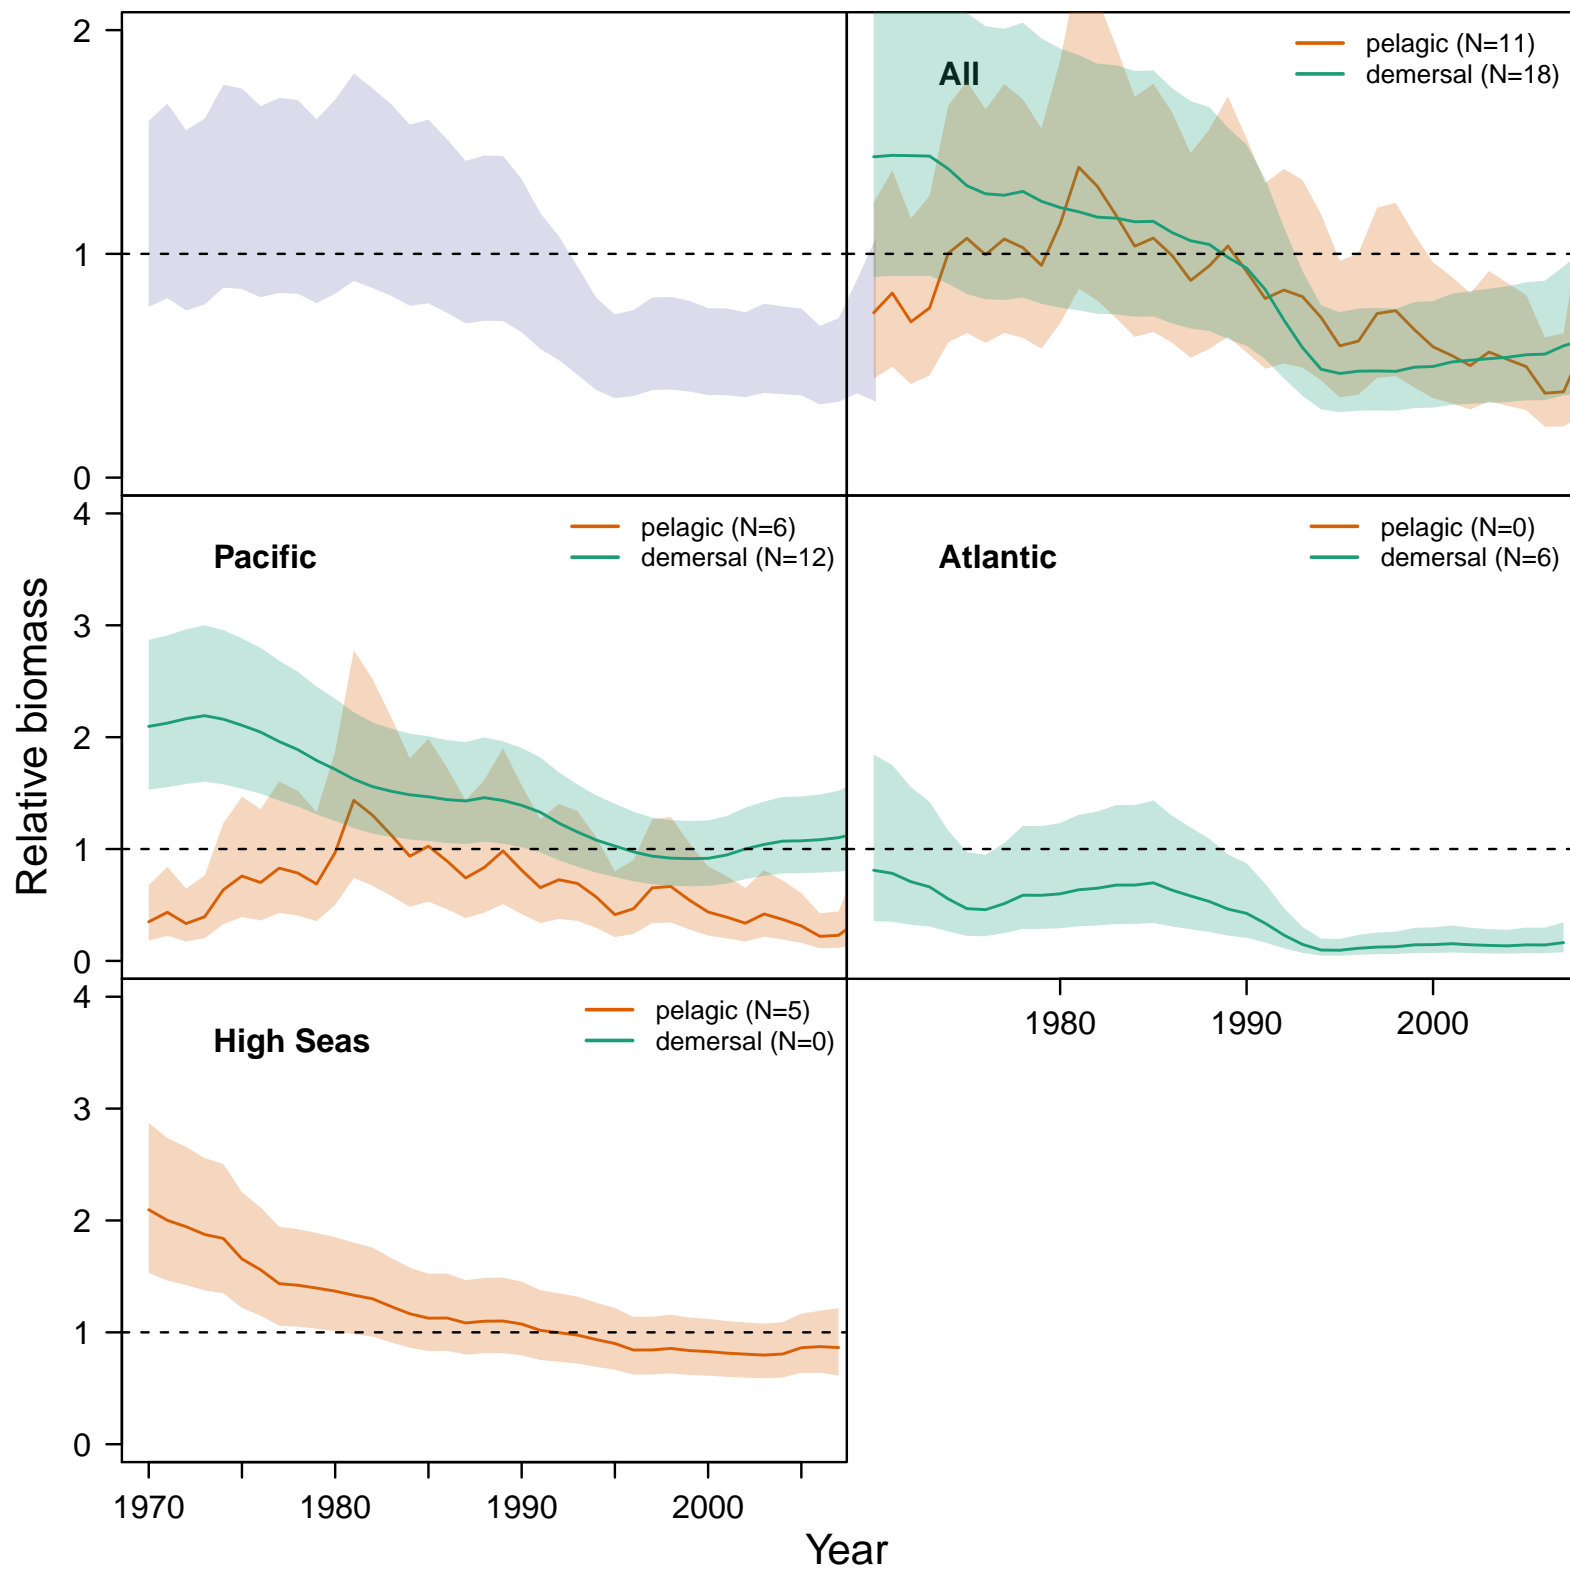 2
1
0
All
pelagic (N=11)
demersal (N=18)
Relative biomass
4
3
2
1
0
Pacific
pelagic (N=6)
demersal (N=12)
Atlantic
pelagic (N=0)
demersal (N=6)
1980 1990 2000
4
3
2
1
0
High Seas
pelagic (N=5)
demersal (N=0)
1970 1980 1990 2000
Year